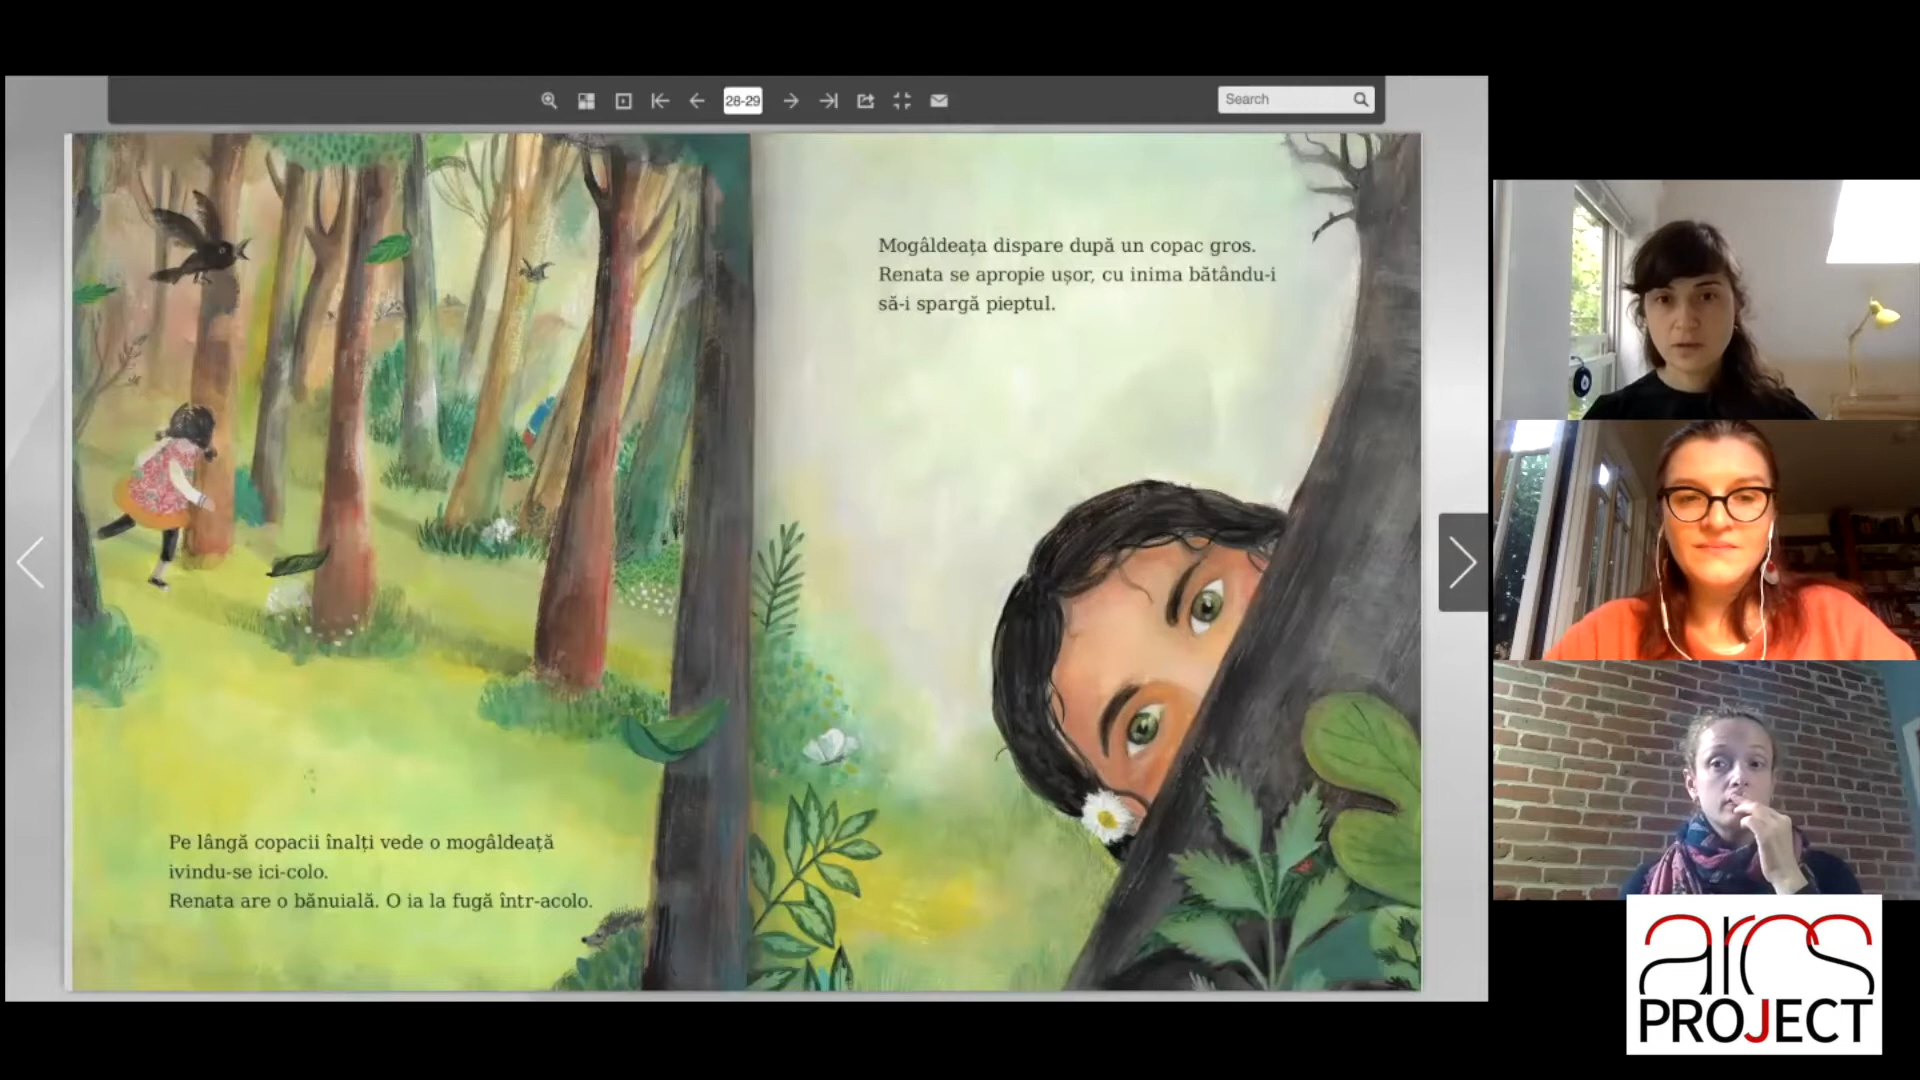 28-29
Search
Mogâldeața dispare după un copac gros.
Renata se apropie ușor, cu inima bătându-i
să-i spargă pieptul.
Pe lângă copacii înalți vede o mogâldeață
ivindu-se ici-colo.
Renata are o bănuială. O ia la fugă într-acolo.
arcs
PROJECT